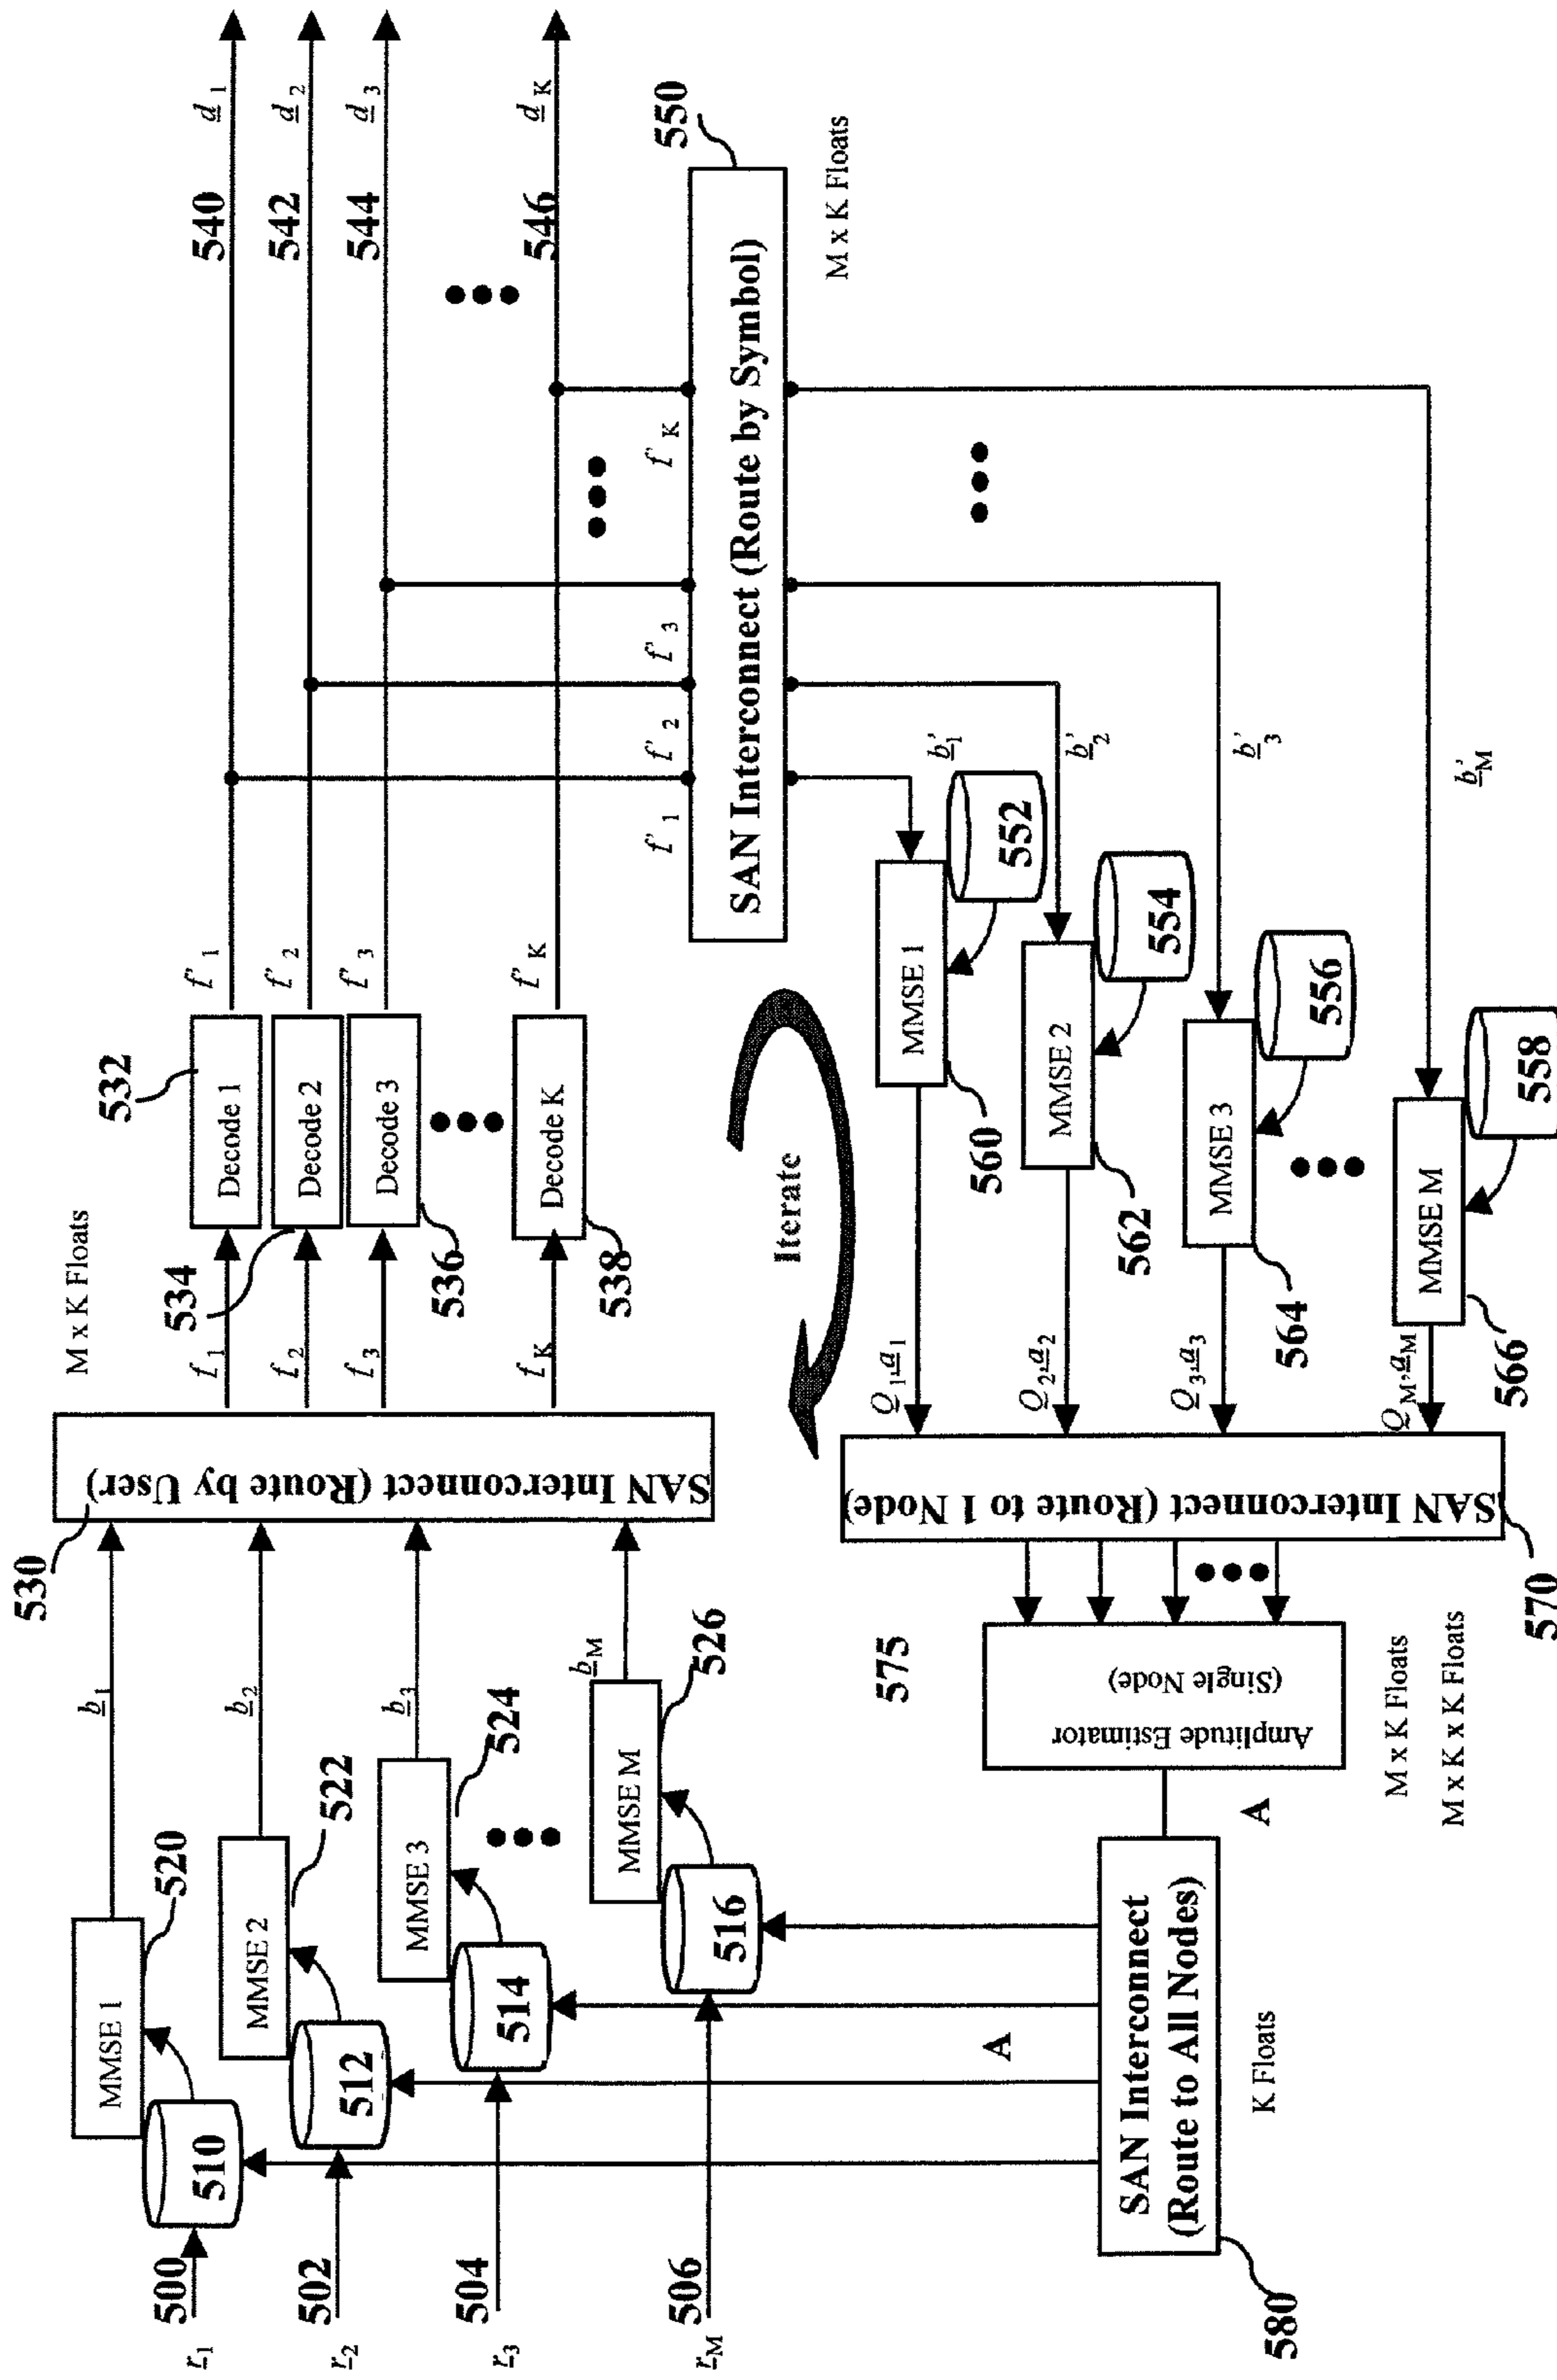 r1
500
510
MMSE 1
520
b1
r2
502
512
MMSE 2
522
b2
r3
504
514
MMSE 3
524
b3
rM
506
516
MMSE M
526
bM
530
SAN Interconnect (Route by User)
M x K Floats
f1
f2
f3
fK
532
Decode 1
534
Decode 2
Decode 3
536
Decode K
538
f'1
f'2
f'3
f'K
540
d1
542
d2
544
d3
546
dK
f'1
f'2
f'3
f'K
550
SAN Interconnect (Route by Symbol)
M x K Floats
Iterate
b'1
b'2
b'3
b'M
MMSE 1
552
560
MMSE 2
554
562
MMSE 3
556
564
MMSE M
558
566
Q1,a1
Q2,a2
Q3,a3
QM,aM
SAN Interconnect (Route to 1 Node)
570
575
Amplitude Estimator
(Single Node)
M x K Floats
M x K x K Floats
A
A
SAN Interconnect
(Route to All Nodes)
580
K Floats